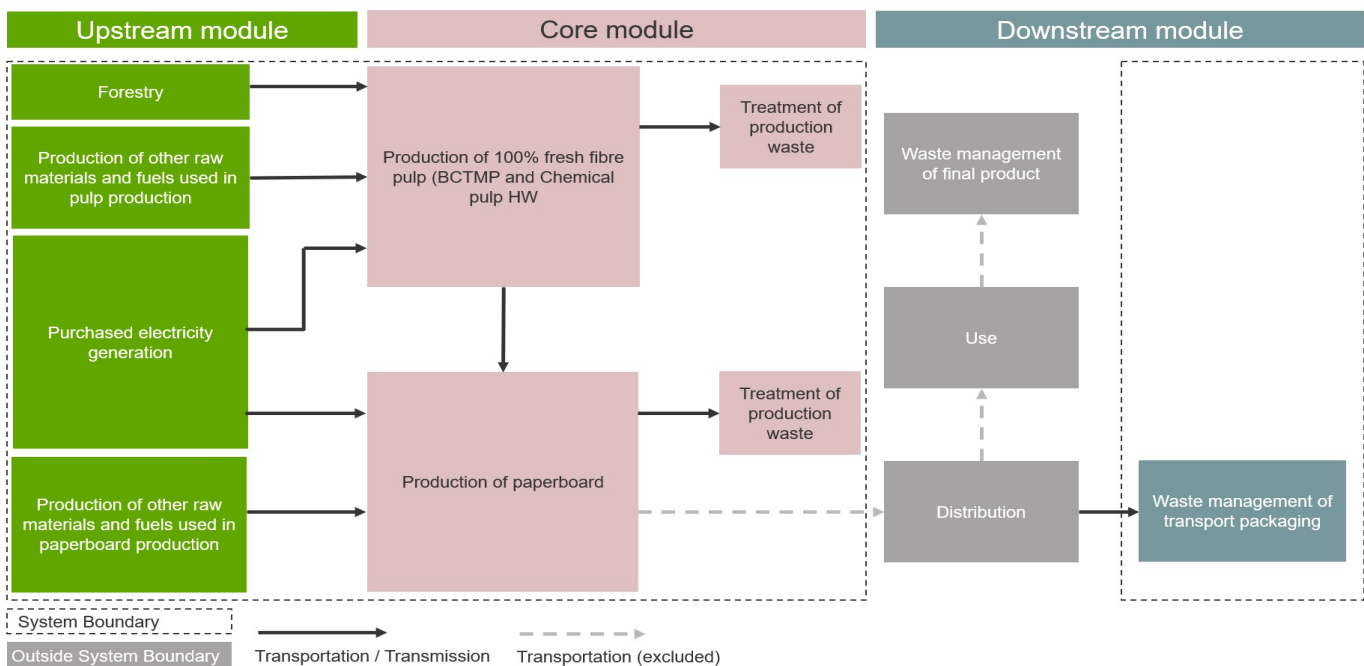 Upstream module
Core module
Downstream module
Forestry
Production of other raw
materials and fuels used in
pulp production
Purchased electricity
generation
Production of other raw
materials and fuels used in
paperboard production
Production of 100% fresh fibre
pulp (BCTMP and Chemical
pulp HW
Treatment of
production
waste
Production of paperboard
Treatment of
production
waste
Waste management
of final product
Use
Distribution
Waste management of
transport packaging
System Boundary
Outside System Boundary
Transportation / Transmission
Transportation (excluded)